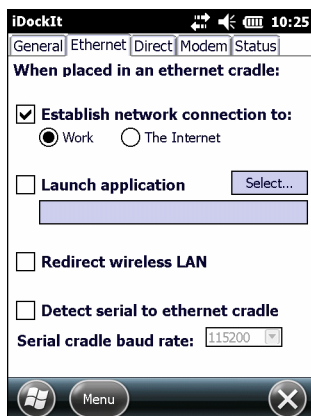 iDockIt 10:25
General Ethernet Direct Modem Status
When placed in an ethernet cradle:
Establish network connection to:
Work The Internet
Launch application Select...
Redirect wireless LAN
Detect serial to ethernet cradle
Serial cradle baud rate: 115200
Menu